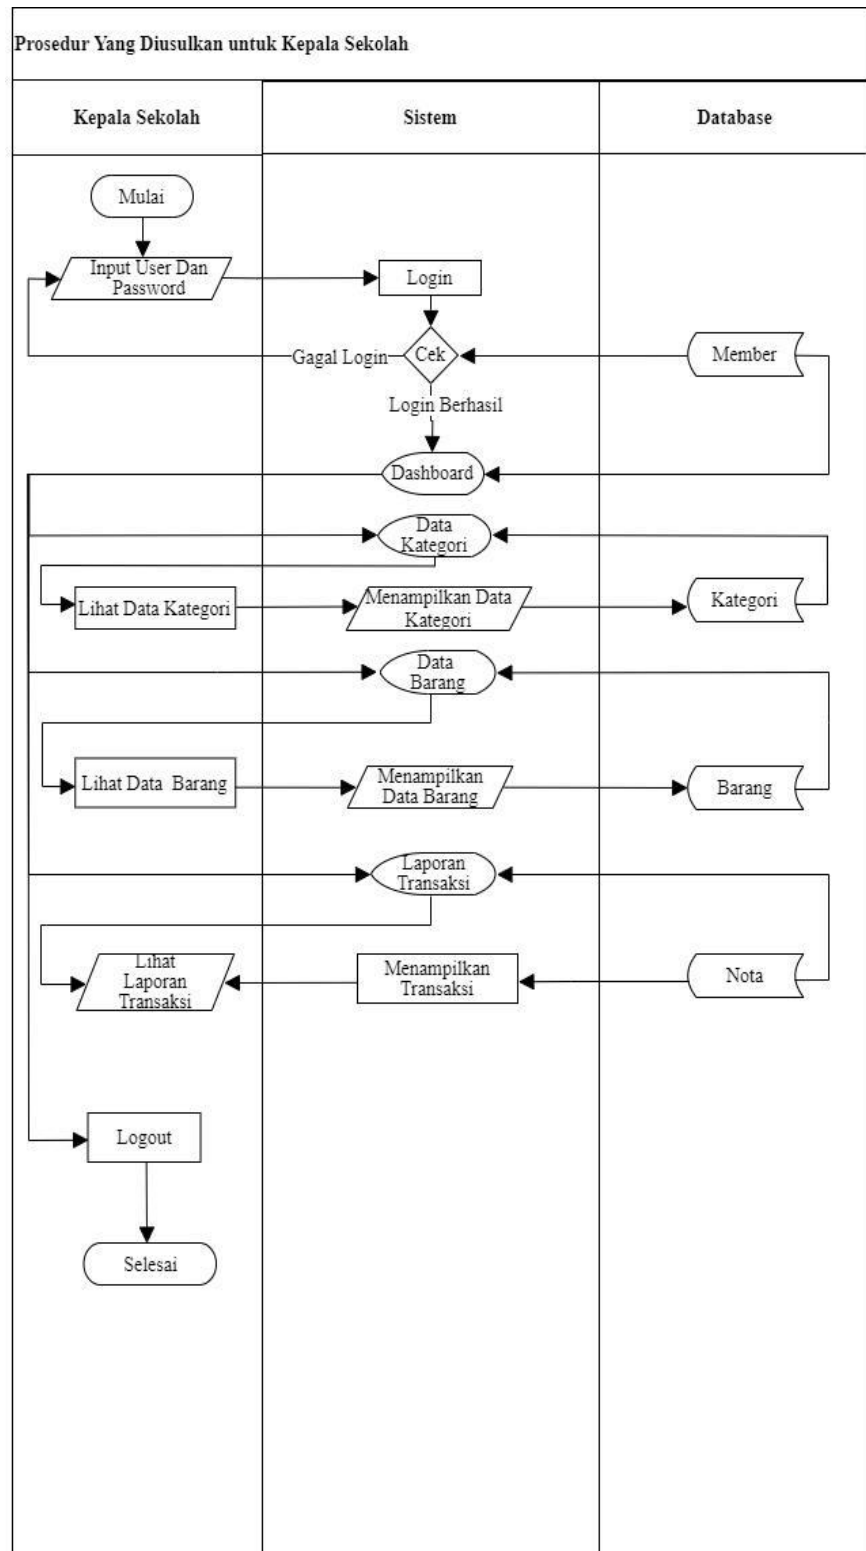 Prosedur Yang Diusulkan untuk Kepala Sekolah
Kepala Sekolah
Sistem
Database
Mulai
Input User Dan
Password
Login
Gagal Login
Cek
Member
Login Berhasil
Dashboard
Data
Kategori
Lihat Data Kategori
Menampilkan Data
Kategori
Kategori
Data
Barang
Lihat Data Barang
Menampilkan
Data Barang
Barang
Laporan
Transaksi
Lihat
Laporan
Transaksi
Menampilkan
Transaksi
Nota
Logout
Selesai